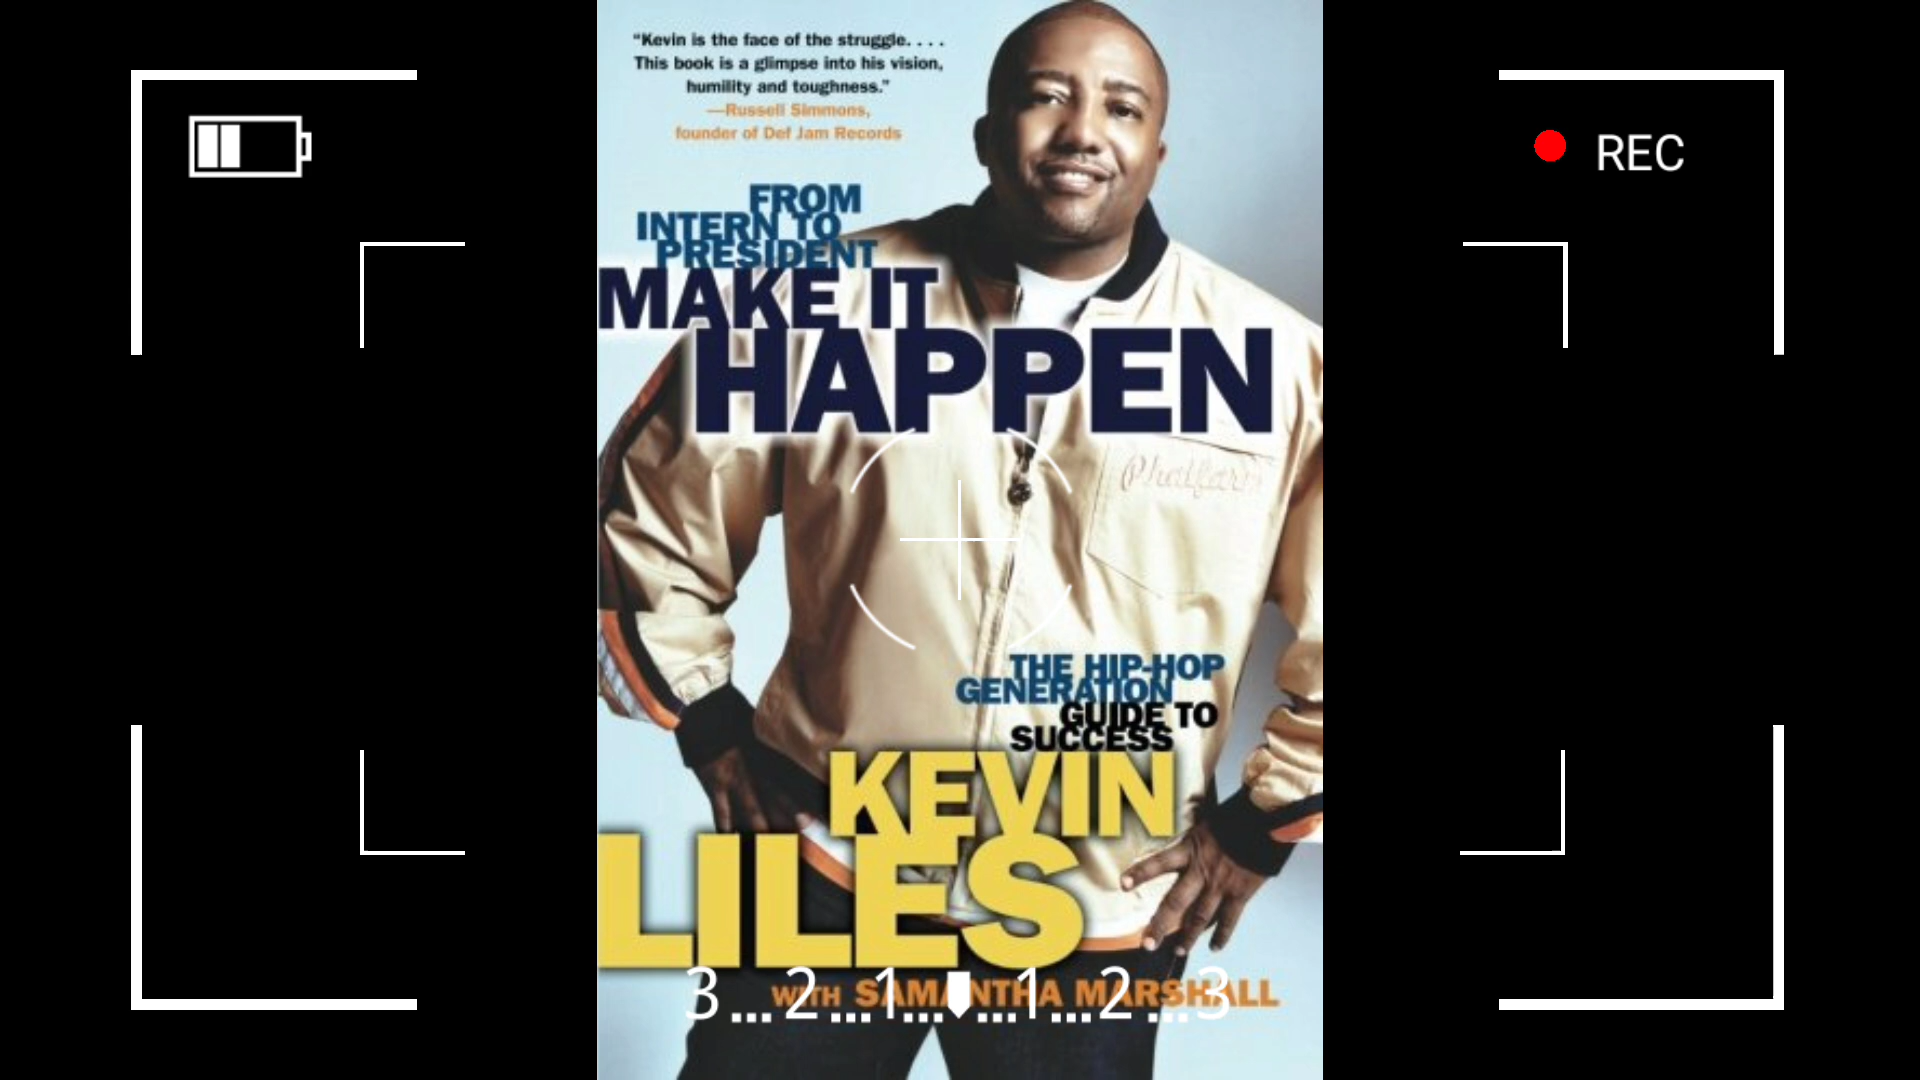 REC
“Kevin is the face of the struggle. . . .
This book is a glimpse into his vision,
humility and toughness.”
—Russell Simmons,
founder of Def Jam Records
FROM
INTERN TO
PRESIDENT
MAKE IT
HAPPEN
Phatfarm
THE HIP-HOP
GENERATION
GUIDE TO
SUCCESS
KEVIN
LILES
WITH SAMANTHA MARSHALL
3...2...1...1...2...3